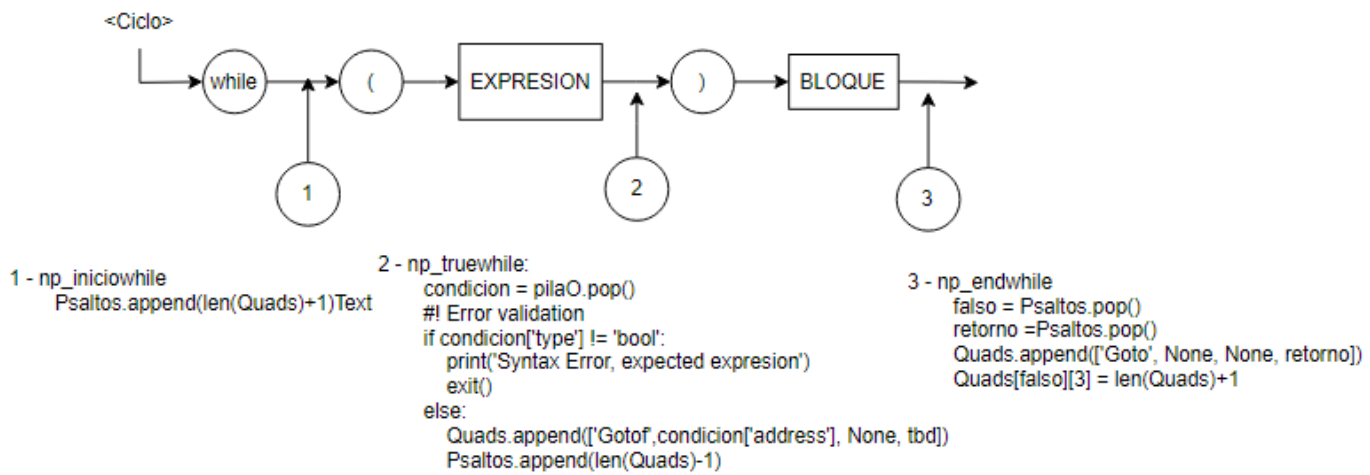 <Ciclo>
while
(
EXPRESION
)
BLOQUE
1
2
3
1 - np_iniciowhile
Psaltos.append(len(Quads)+1)Text
2 - np_truewhile:
condicion = pilaO.pop()
#! Error validation
if condicion['type'] != 'bool':
print('Syntax Error, expected expresion')
exit()
else:
Quads.append(['Gotof',condicion['address'], None, tbd])
Psaltos.append(len(Quads)-1)
3 - np_endwhile
falso = Psaltos.pop()
retorno =Psaltos.pop()
Quads.append(['Goto', None, None, retorno])
Quads[falso][3] = len(Quads)+1